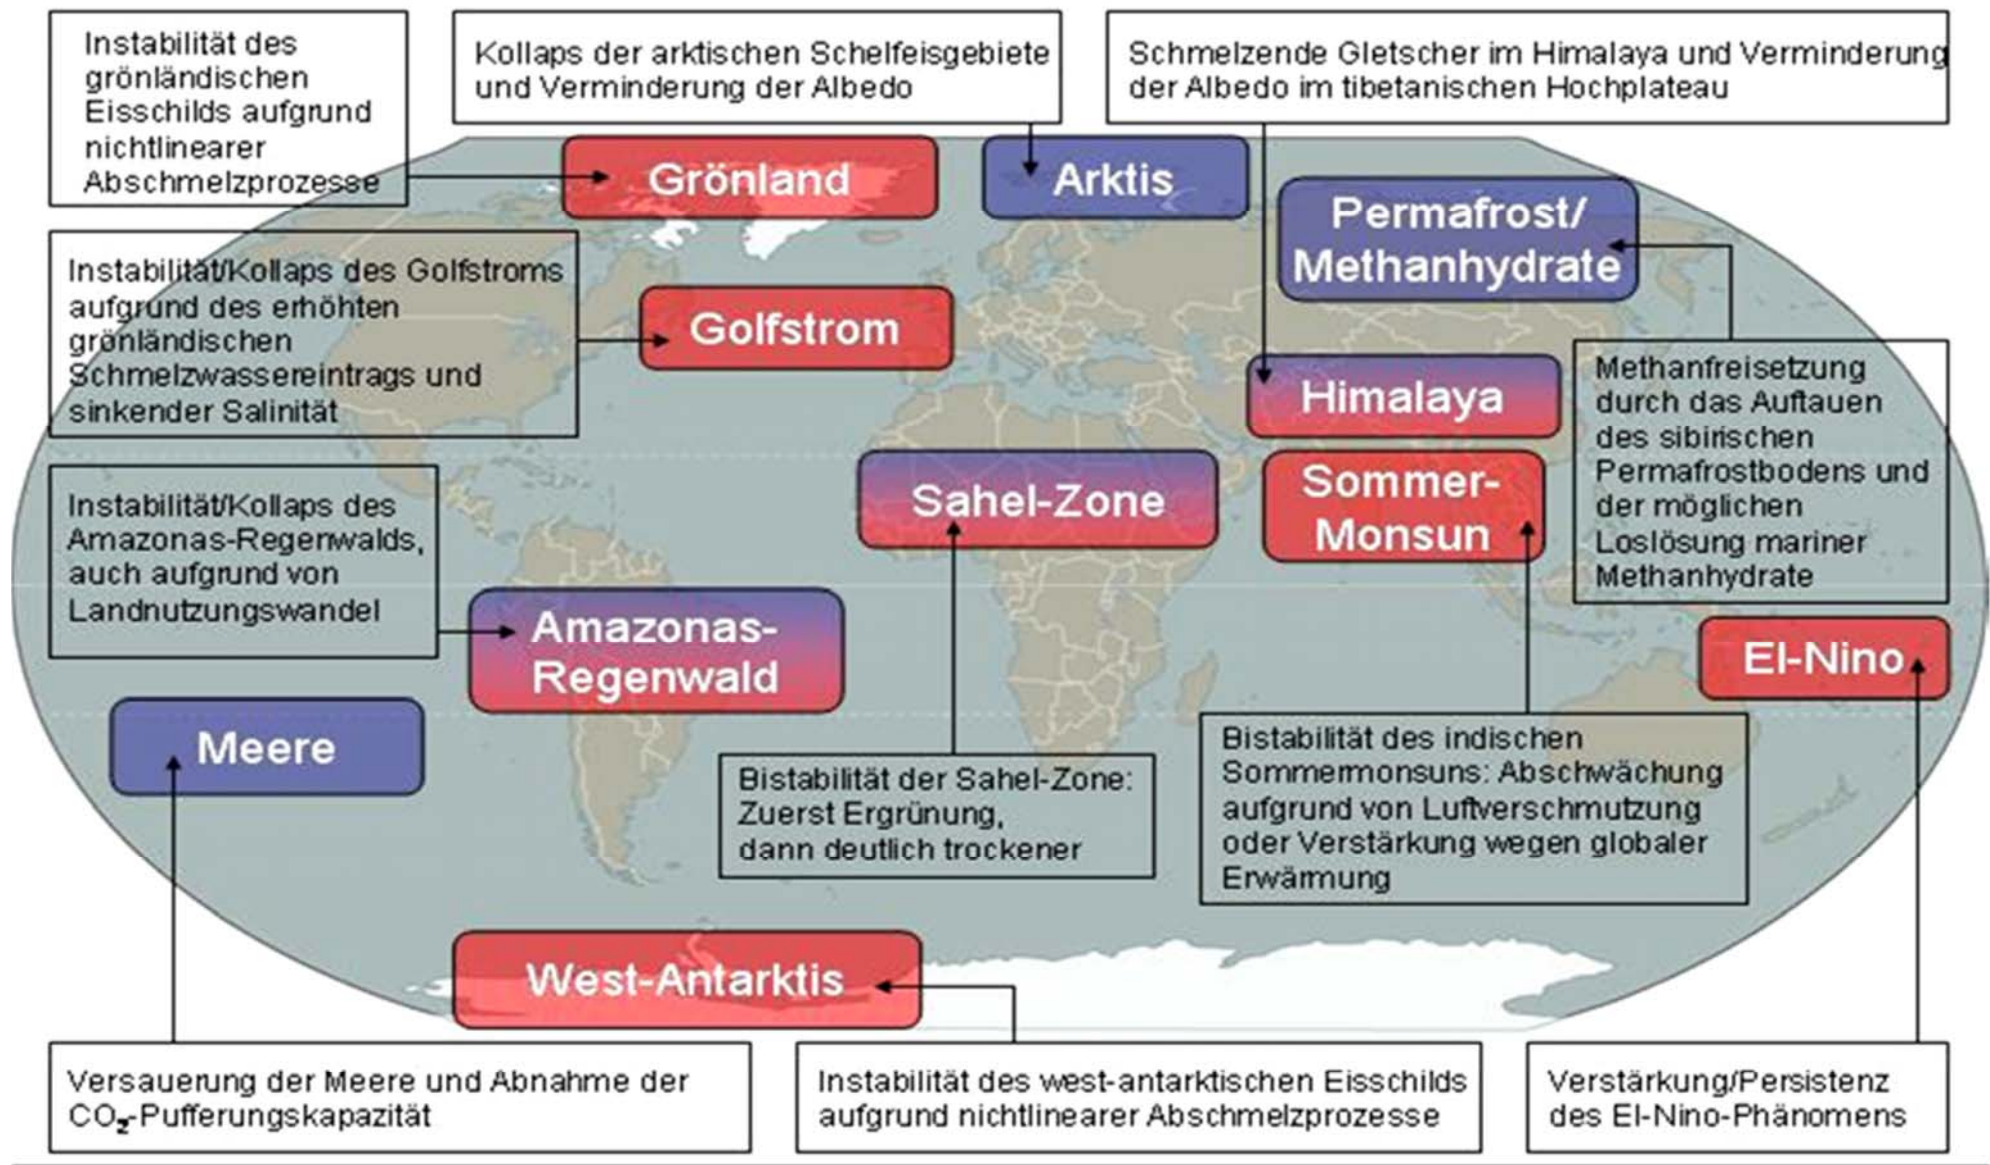 Instabilität des
grönländischen
Eisschilds aufgrund
nichtlinearer
Abschmelzprozesse
Kollaps der arktischen Schelfeisgebiete
und Verminderung der Albedo
Schmelzende Gletscher im Himalaya und Verminderung
der Albedo im tibetanischen Hochplateau
Grönland
Arktis
Permafrost/
Methanhydrate
Instabilität/Kollaps des Golfstroms
aufgrund des erhöhten
grönländischen
Schmelzwassereintrags und
sinkender Salinität
Golfstrom
Himalaya
Methanfreisetzung
durch das Auftauen
des sibirischen
Permafrostbodens und
der möglichen
Loslösung mariner
Methanhydrate
Instabilität/Kollaps des
Amazonas-Regenwalds,
auch aufgrund von
Landnutzungswandel
Sahel-Zone
Sommer-
Monsun
Amazonas-
Regenwald
El-Nino
Meere
Bistabilität der Sahel-Zone:
Zuerst Ergrünung,
dann deutlich trockener
Bistabilität des indischen
Sommermonsuns: Abschwächung
aufgrund von Luftverschmutzung
oder Verstärkung wegen globaler
Erwärmung
West-Antarktis
Versauerung der Meere und Abnahme der
CO₂-Pufferungskapazität
Instabilität des west-antarktischen Eisschilds
aufgrund nichtlinearer Abschmelzprozesse
Verstärkung/Persistenz
des El-Nino-Phänomens